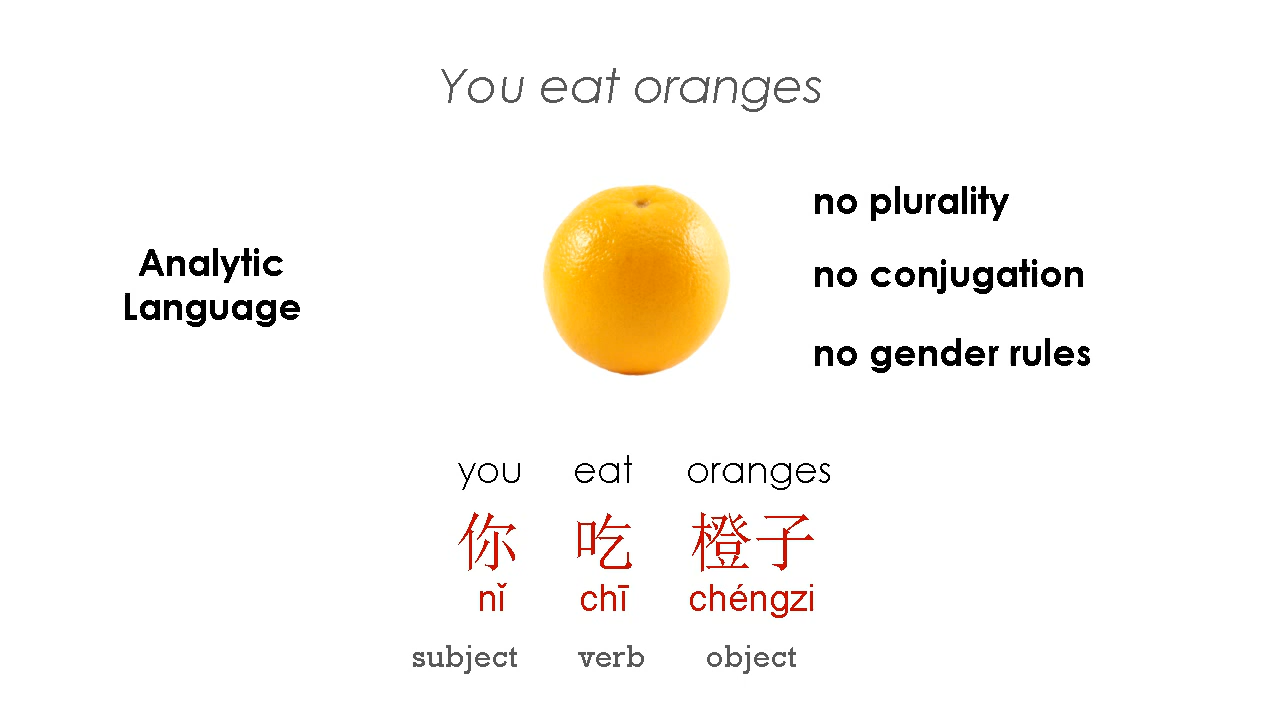 You eat oranges
Analytic
Language
no plurality
no conjugation
no gender rules
you eat oranges
你 吃 橙子
nǐ chī chéngzi
subject verb object